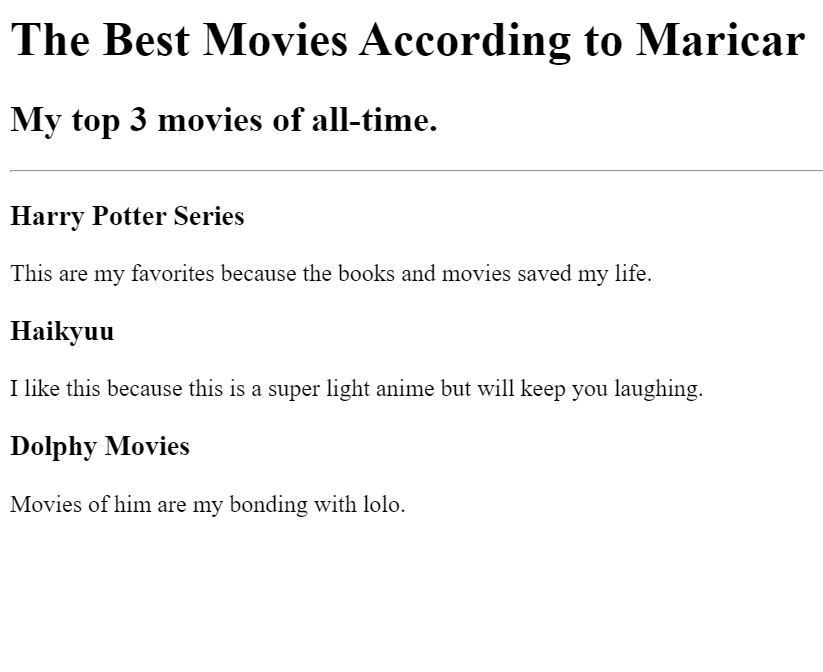 The Best Movies According to Maricar
My top 3 movies of all-time.
Harry Potter Series
This are my favorites because the books and movies saved my life.
Haikyuu
I like this because this is a super light anime but will keep you laughing.
Dolphy Movies
Movies of him are my bonding with lolo.